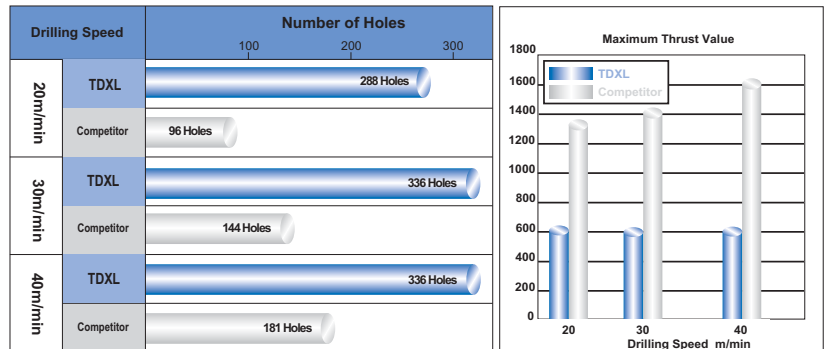 Drilling Speed
Number of Holes
100 200 300
20m/min
TDXL
288 Holes
Competitor
96 Holes
30m/min
TDXL
336 Holes
Competitor
144 Holes
40m/min
TDXL
336 Holes
Competitor
181 Holes
Maximum Thrust Value
1800
1600
1400
1200
1000
800
600
400
200
0
TDXL
Competitor
20 30 40
Drilling Speed m/min